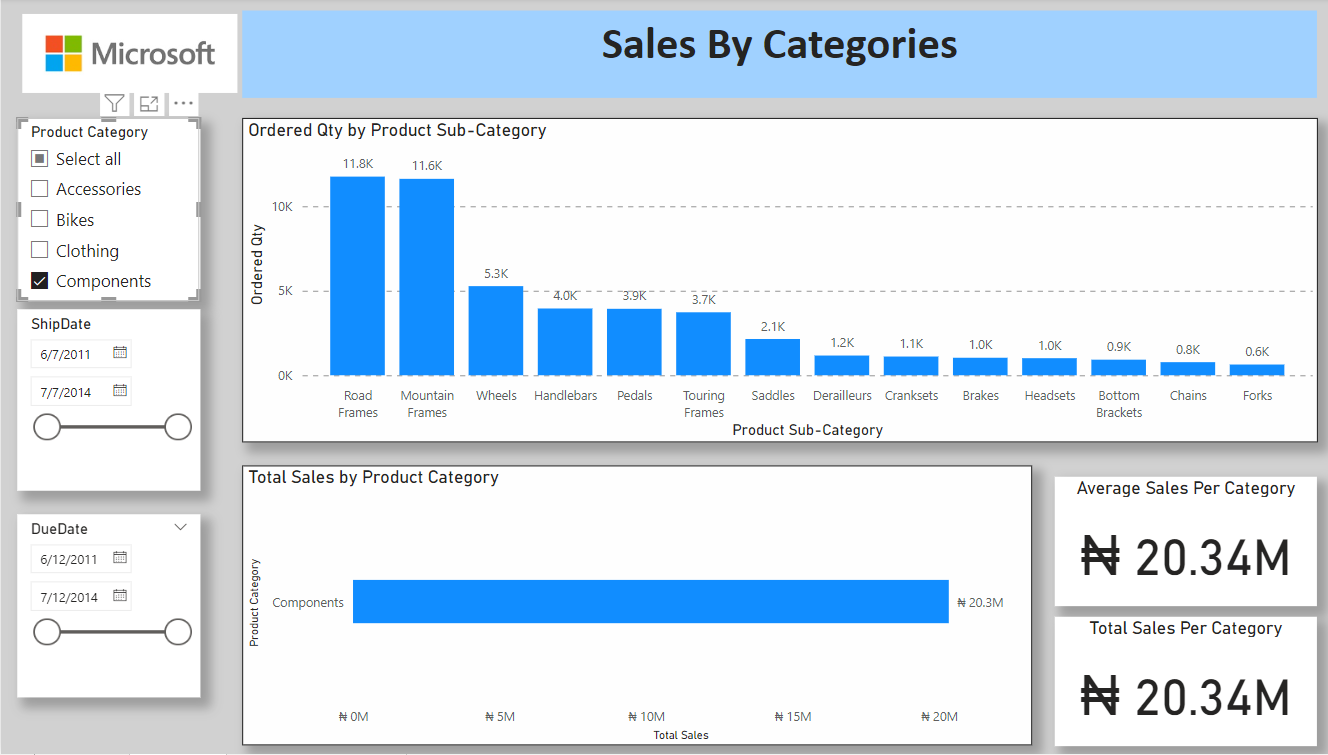 Microsoft
Sales By Categories
Product Category
Select all
Accessories
Bikes
Clothing
Components
ShipDate
6/7/2011
7/7/2014
DueDate
6/12/2011
7/12/2014
Ordered Qty by Product Sub-Category
Ordered Qty
10K
5K
0K
11.8K 11.6K 5.3K 4.0K 3.9K 3.7K 2.1K 1.2K 1.1K 1.0K 1.0K 0.9K 0.8K 0.6K
Road Mountain Wheels Handlebars Pedals Touring Saddles Derailleurs Cranksets Brakes Headsets Bottom Chains Forks
Frames Frames Frames Brackets
Product Sub-Category
Total Sales by Product Category
Product Category
Components
₦ 20.3M
₦ 0M ₦ 5M ₦ 10M ₦ 15M ₦ 20M
Total Sales
Average Sales Per Category
₦ 20.34M
Total Sales Per Category
₦ 20.34M